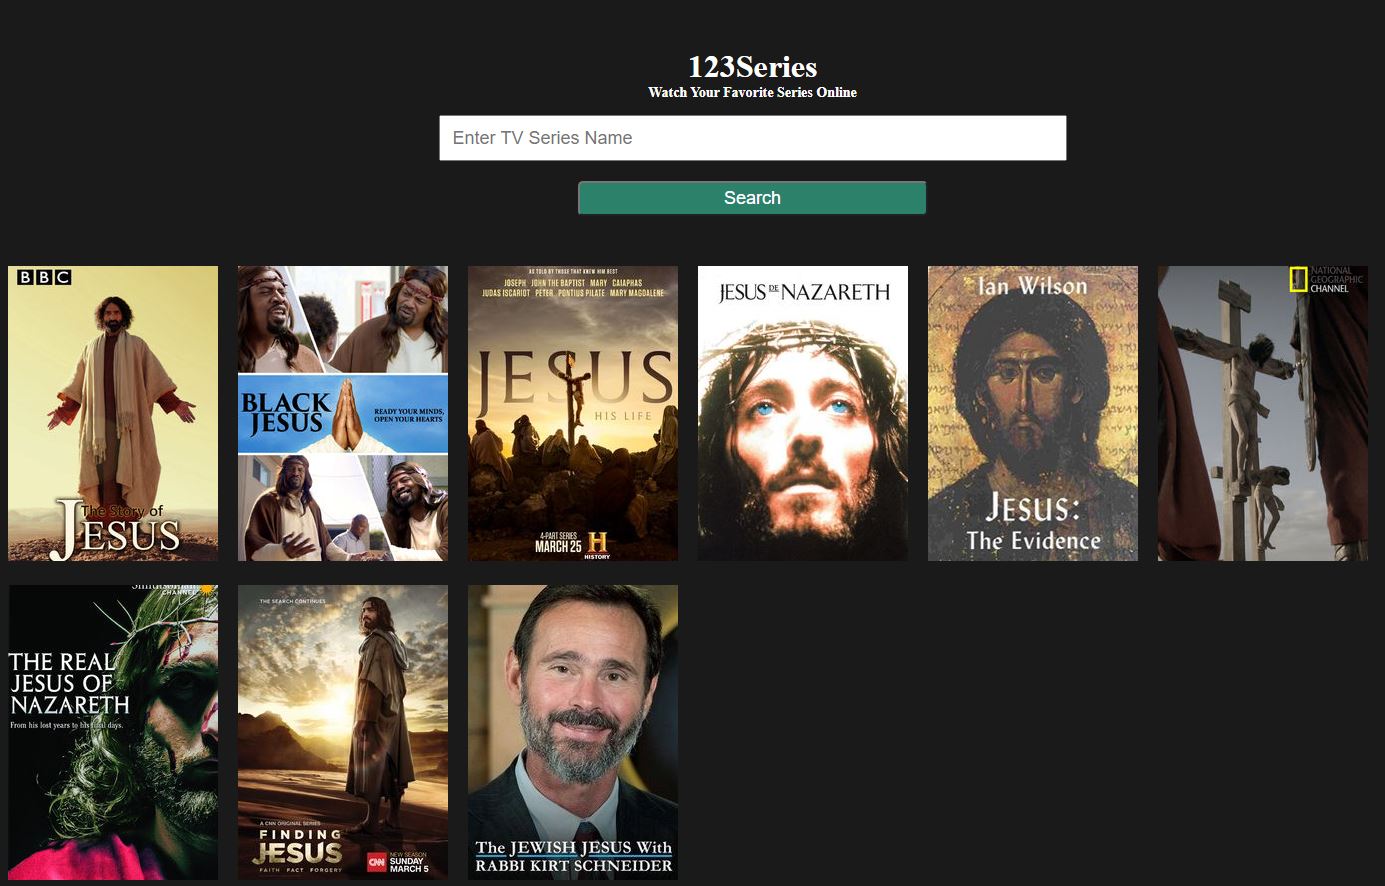 123Series
Watch Your Favorite Series Online
Enter TV Series Name
Search
BBC
The Story of
JESUS
BLACK
JESUS
READY YOUR MINDS,
OPEN YOUR HEARTS
AS TOLD BY THOSE THAT KNEW HIM BEST
JOSEPH JOHN THE BAPTIST MARY CAIAPHAS
JUDAS ISCARIOT PETER PONTIUS PILATE MARY MAGDALENE
JESUS
HIS LIFE
4-PART SERIES
MARCH 25
H
HISTORY
JESUS DE NAZARETH
Ian Wilson
JESUS:
The Evidence
NATIONAL
GEOGRAPHIC
CHANNEL
Smithsonian
CHANNEL
THE REAL
JESUS OF
NAZARETH
From his lost years to his final days.
THE SEARCH CONTINUES
A CNN ORIGINAL SERIES
FINDING
JESUS
FAITH FACT FORGERY
CNN
NEW SEASON
SUNDAY
MARCH 5
The JEWISH JESUS With
RABBI KIRT SCHNEIDER